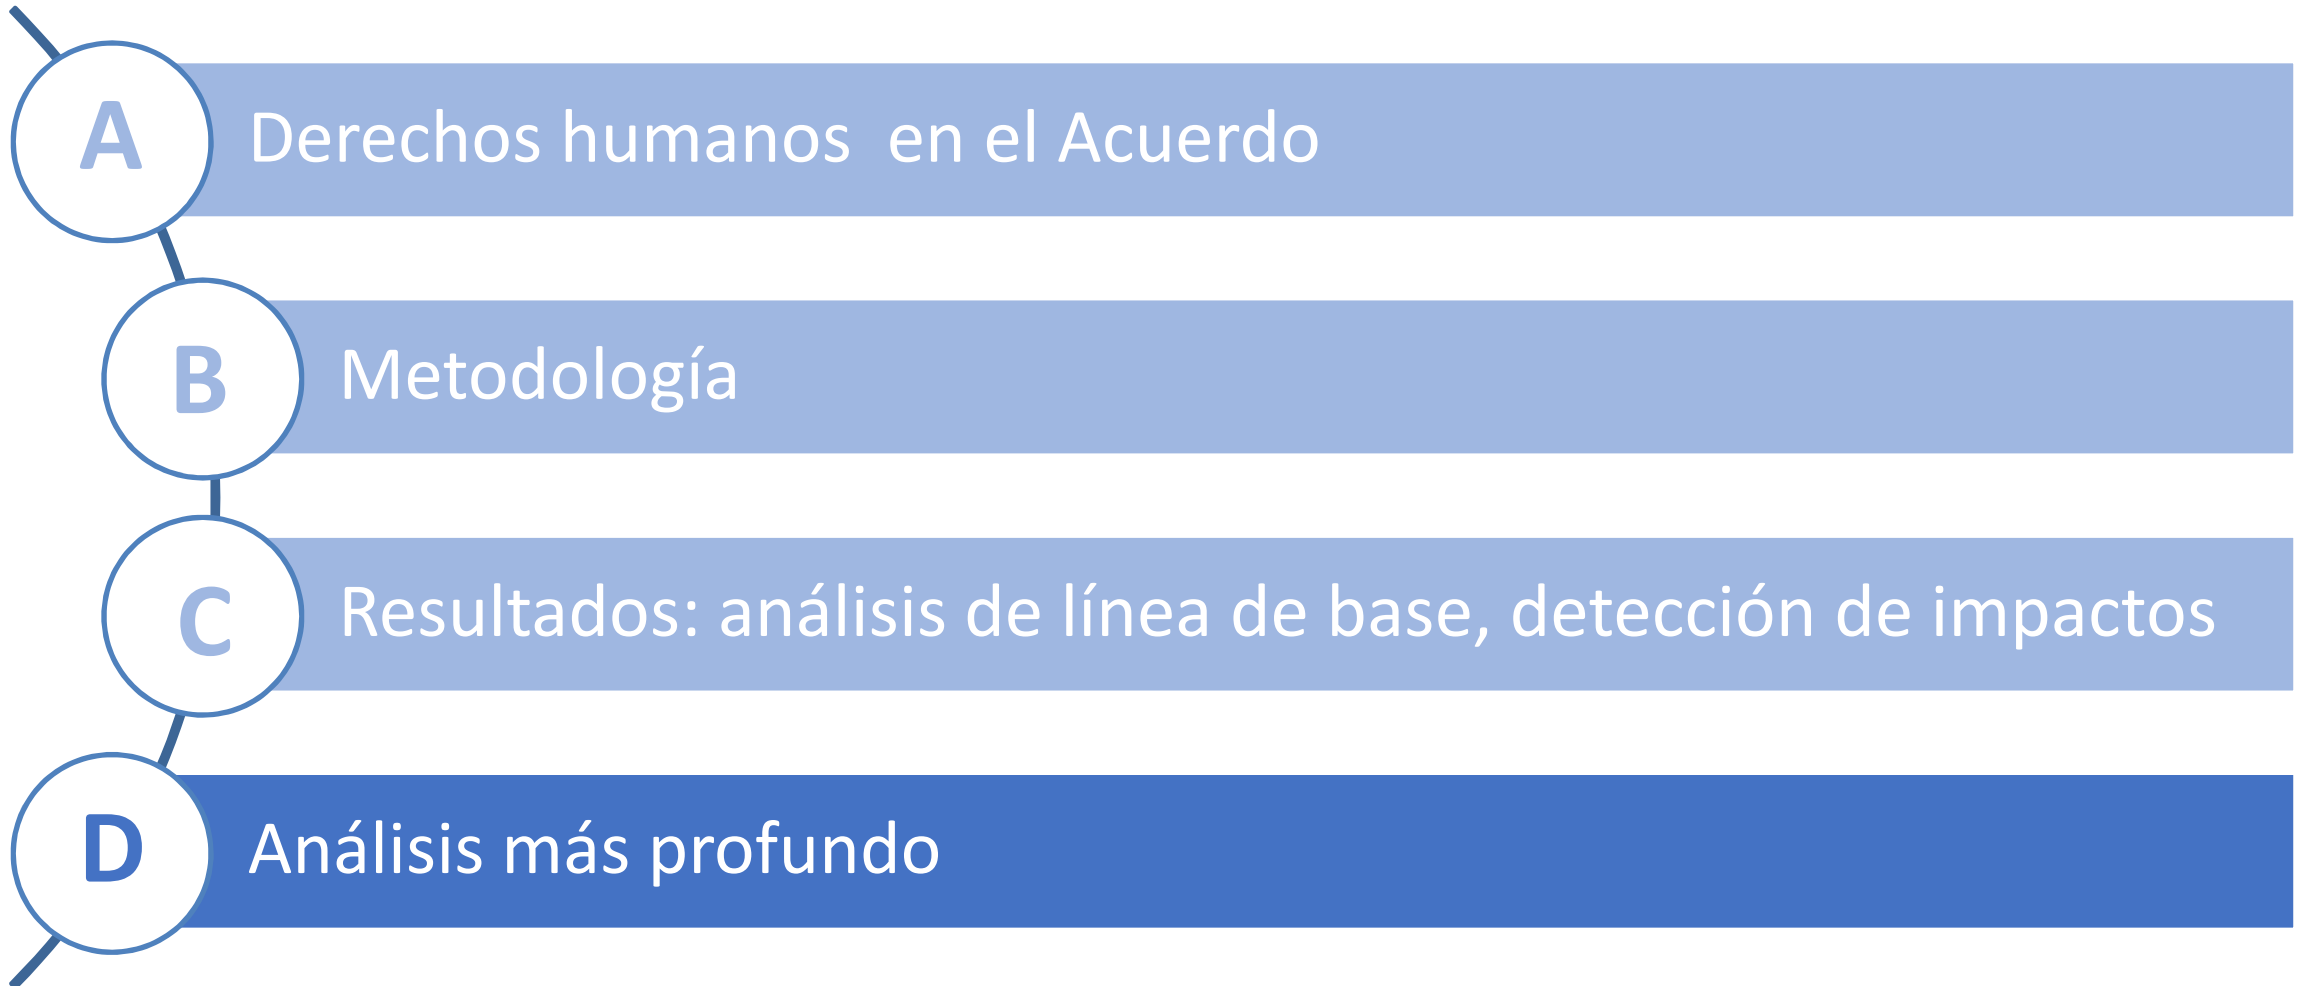 A
Derechos humanos  en el Acuerdo
B
Metodología
C
Resultados: análisis de línea de base, detección de impactos
D
Análisis más profundo